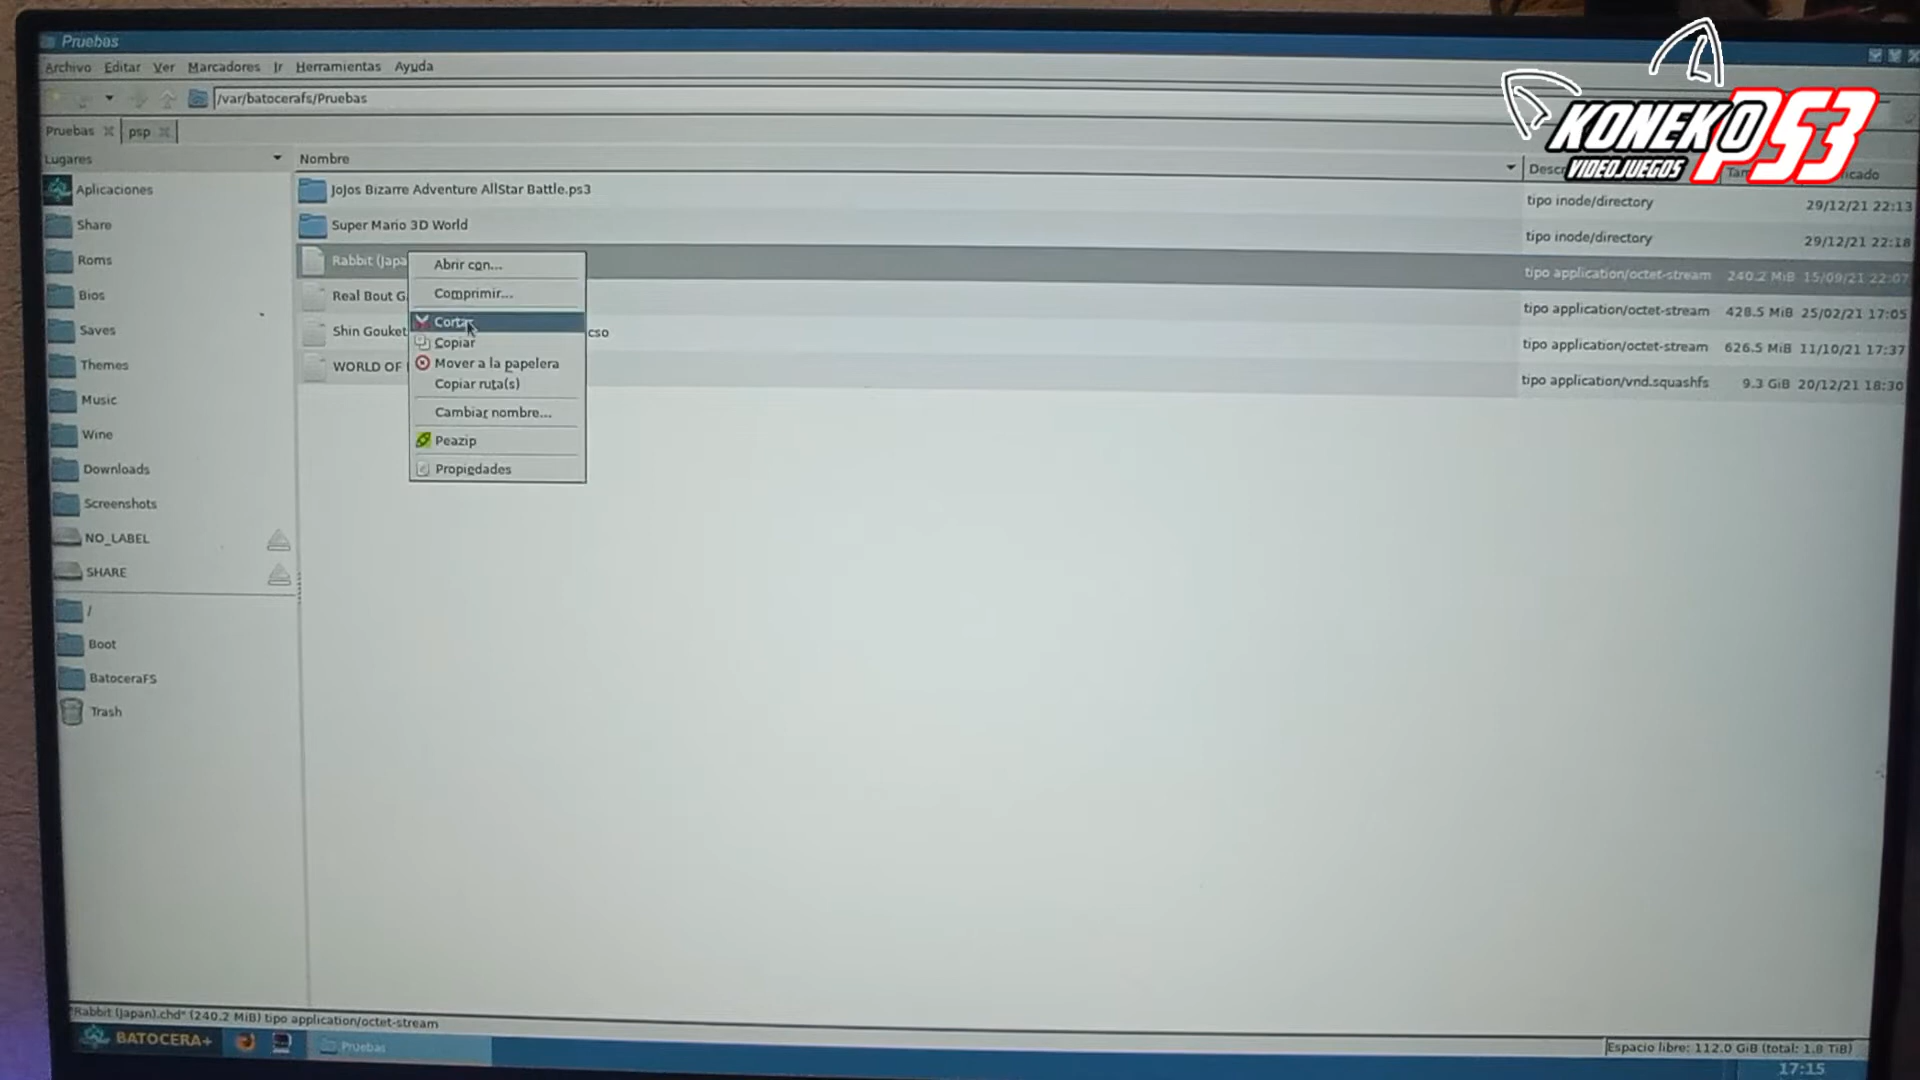 Pruebas
Archivo Editar Ver Marcadores Ir Herramientas Ayuda
/var/batocerafs/Pruebas
Pruebas psp
Lugares
Nombre
KONEKO PS3
VIDEOJUEGOS
Aplicaciones
Share
Roms
Bios
Saves
Themes
Music
Wine
Downloads
Screenshots
NO_LABEL
SHARE
/
Boot
BatoceraFS
Trash
JoJos Bizarre Adventure AllStar Battle.ps3 tipo inode/directory 29/12/21 22:13
Super Mario 3D World tipo inode/directory 29/12/21 22:18
Rabbit (Japa tipo application/octet-stream 240.2 MiB 15/09/21 22:07
Real Bout G tipo application/octet-stream 428.5 MiB 25/02/21 17:05
Shin Gouket cso tipo application/octet-stream 626.5 MiB 11/10/21 17:37
WORLD OF tipo application/vnd.squashfs 9.3 GiB 20/12/21 18:30
Abrir con...
Comprimir...
Cortar
Copiar
Mover a la papelera
Copiar ruta(s)
Cambiar nombre...
Peazip
Propiedades
"Rabbit (Japan).chd" (240.2 MiB) tipo application/octet-stream
Espacio libre: 112.0 GiB (total: 1.8 TiB)
BATOCERA+ Pruebas
17:15